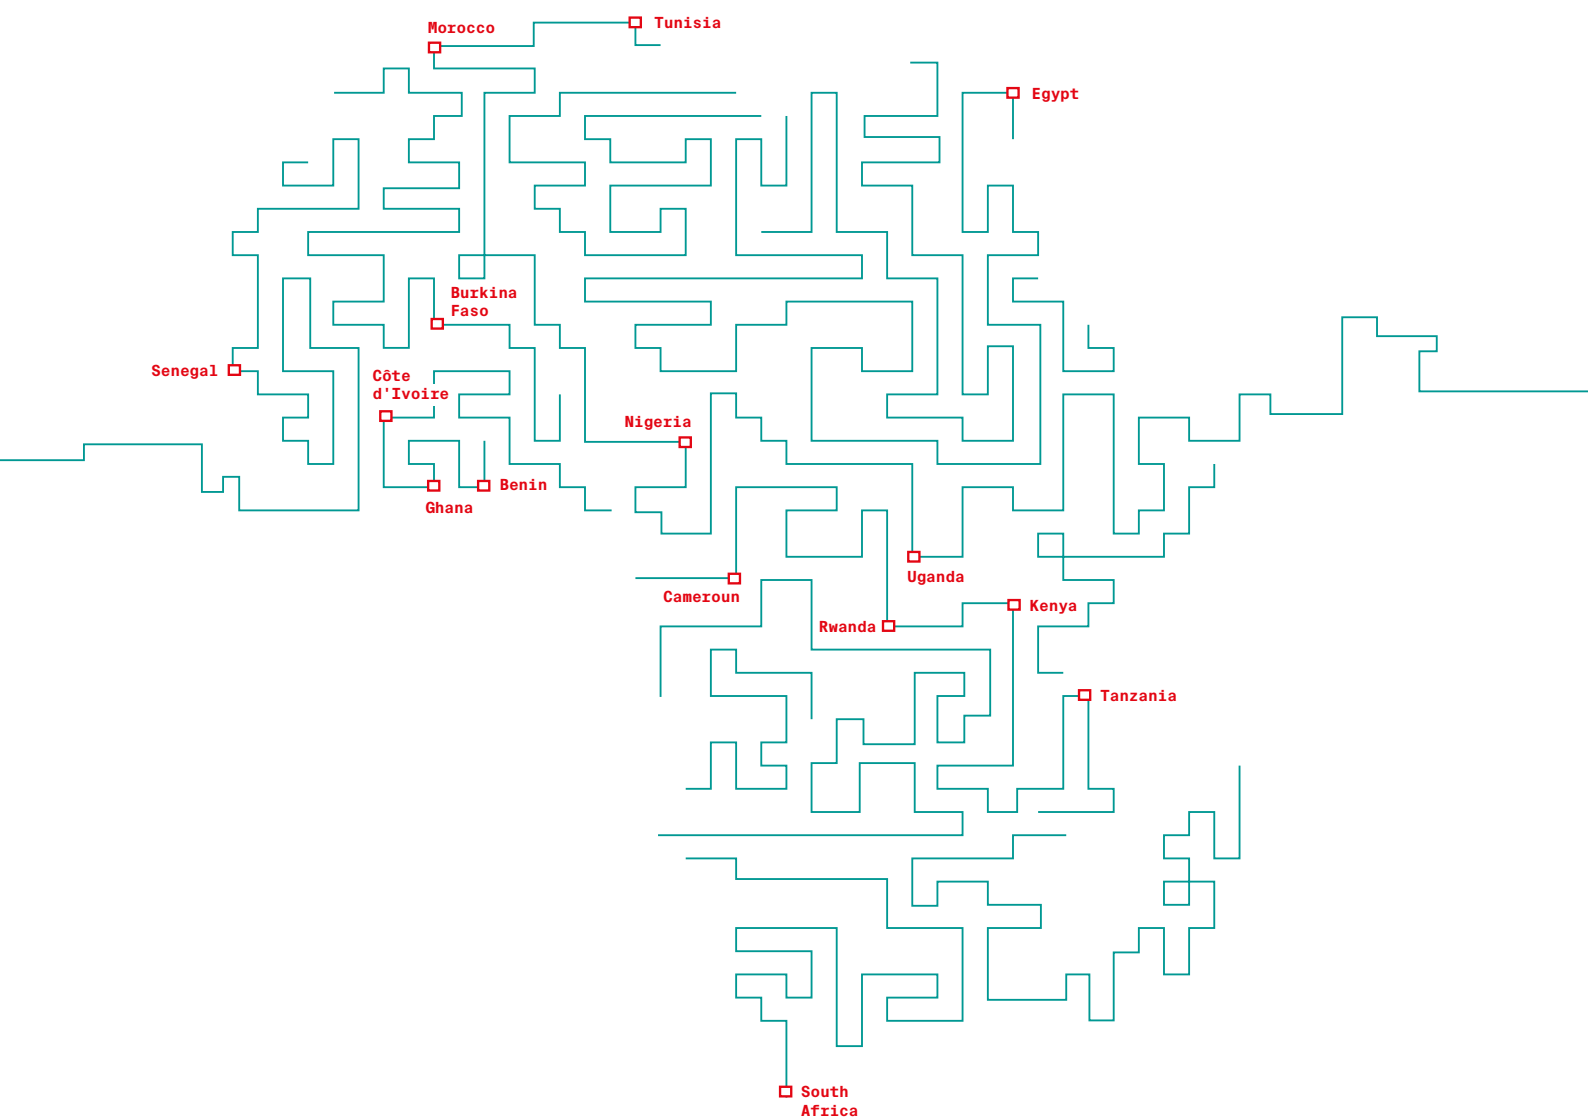 Tunisia
Morocco
Egypt
Burkina
Faso
Senegal
Côte
d'Ivoire
Nigeria
Benin
Ghana
Uganda
Cameroun
Kenya
Rwanda
Tanzania
South
Africa